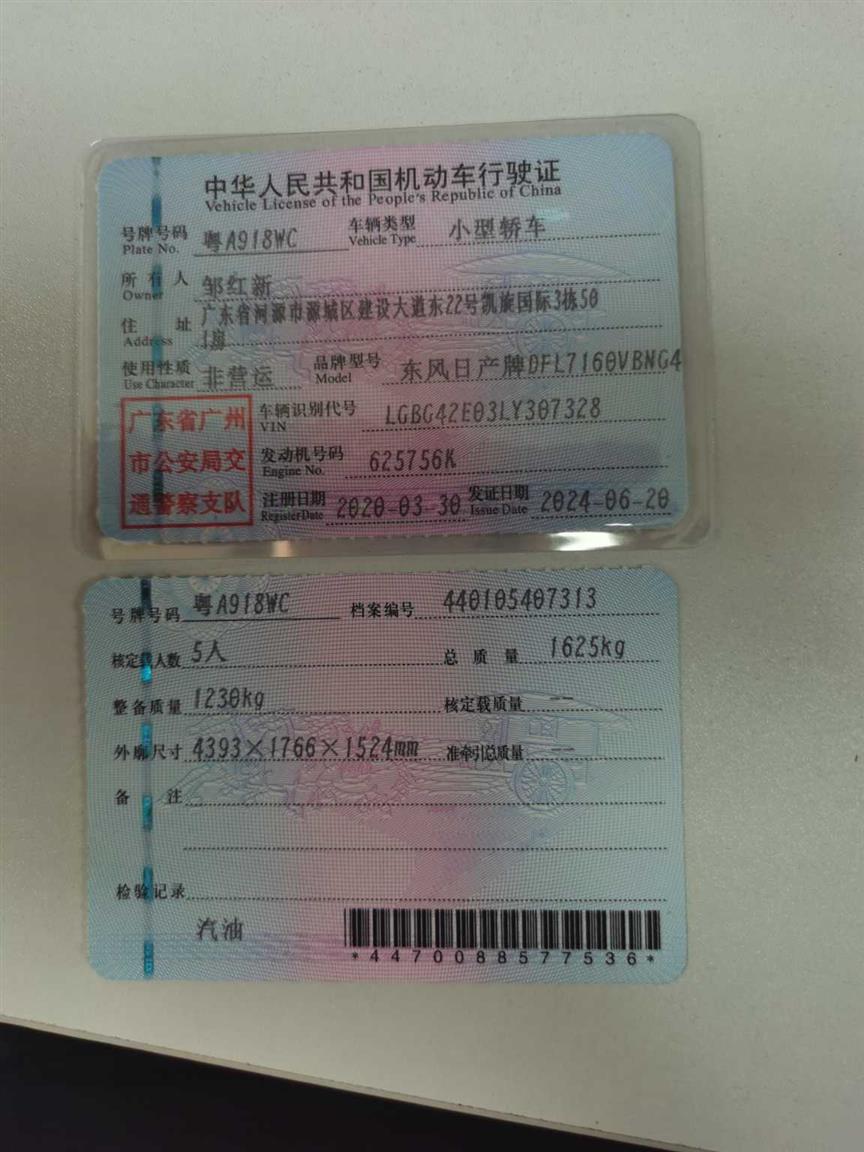 中华人民共和国机动车行驶证
Vehicle License of the People's Republic of China
号牌号码 粤A918WC 车辆类型 小型轿车
Plate No. Vehicle Type
所有人 邹红新
Owner
住址 广东省河源市源城区建设大道东22号凯旋国际3栋50
Address 1房
使用性质 非营运 品牌型号 东风日产牌DFL7160VBNG4
Use Character Model
广东省广州
市公安局交
通警察支队
车辆识别代号 LGBG42E03LY307328
VIN
发动机号码 625756K
Engine No.
注册日期 2020-03-30 发证日期 2024-06-20
Register Date Issue Date
号牌号码 粤A918WC 档案编号 440105407313
核定载人数 5人 总质量 1625kg
整备质量 1230kg 核定载质量 --
外廓尺寸 4393×1766×1524mm 准牵引总质量 --
备注
检验记录
汽油
*4470088577536*